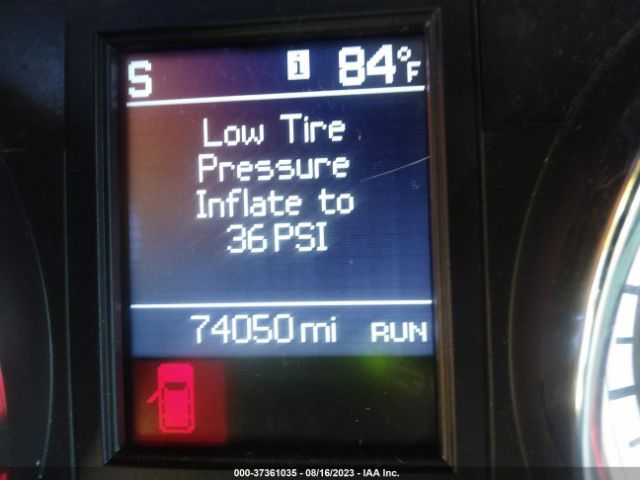 S i 84°F
Low Tire
Pressure
Inflate to
36 PSI
74050 mi RUN
000-37361035 - 08/16/2023 - IAA Inc.